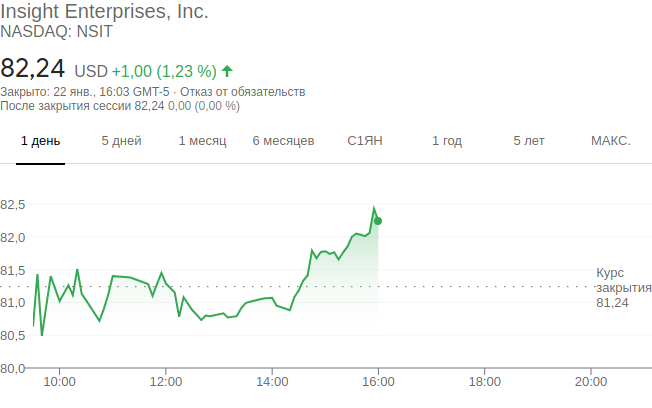 Insight Enterprises, Inc.
NASDAQ: NSIT
82,24 USD +1,00 (1,23 %)
Закрыто: 22 янв., 16:03 GMT-5 · Отказ от обязательств
После закрытия сессии 82,24 0,00 (0,00 %)
1 день 5 дней 1 месяц 6 месяцев С1ЯН 1 год 5 лет МАКС.
82,5
82,0
81,5
81,0
80,5
80,0
Курс
закрытия
81,24
10:00 12:00 14:00 16:00 18:00 20:00